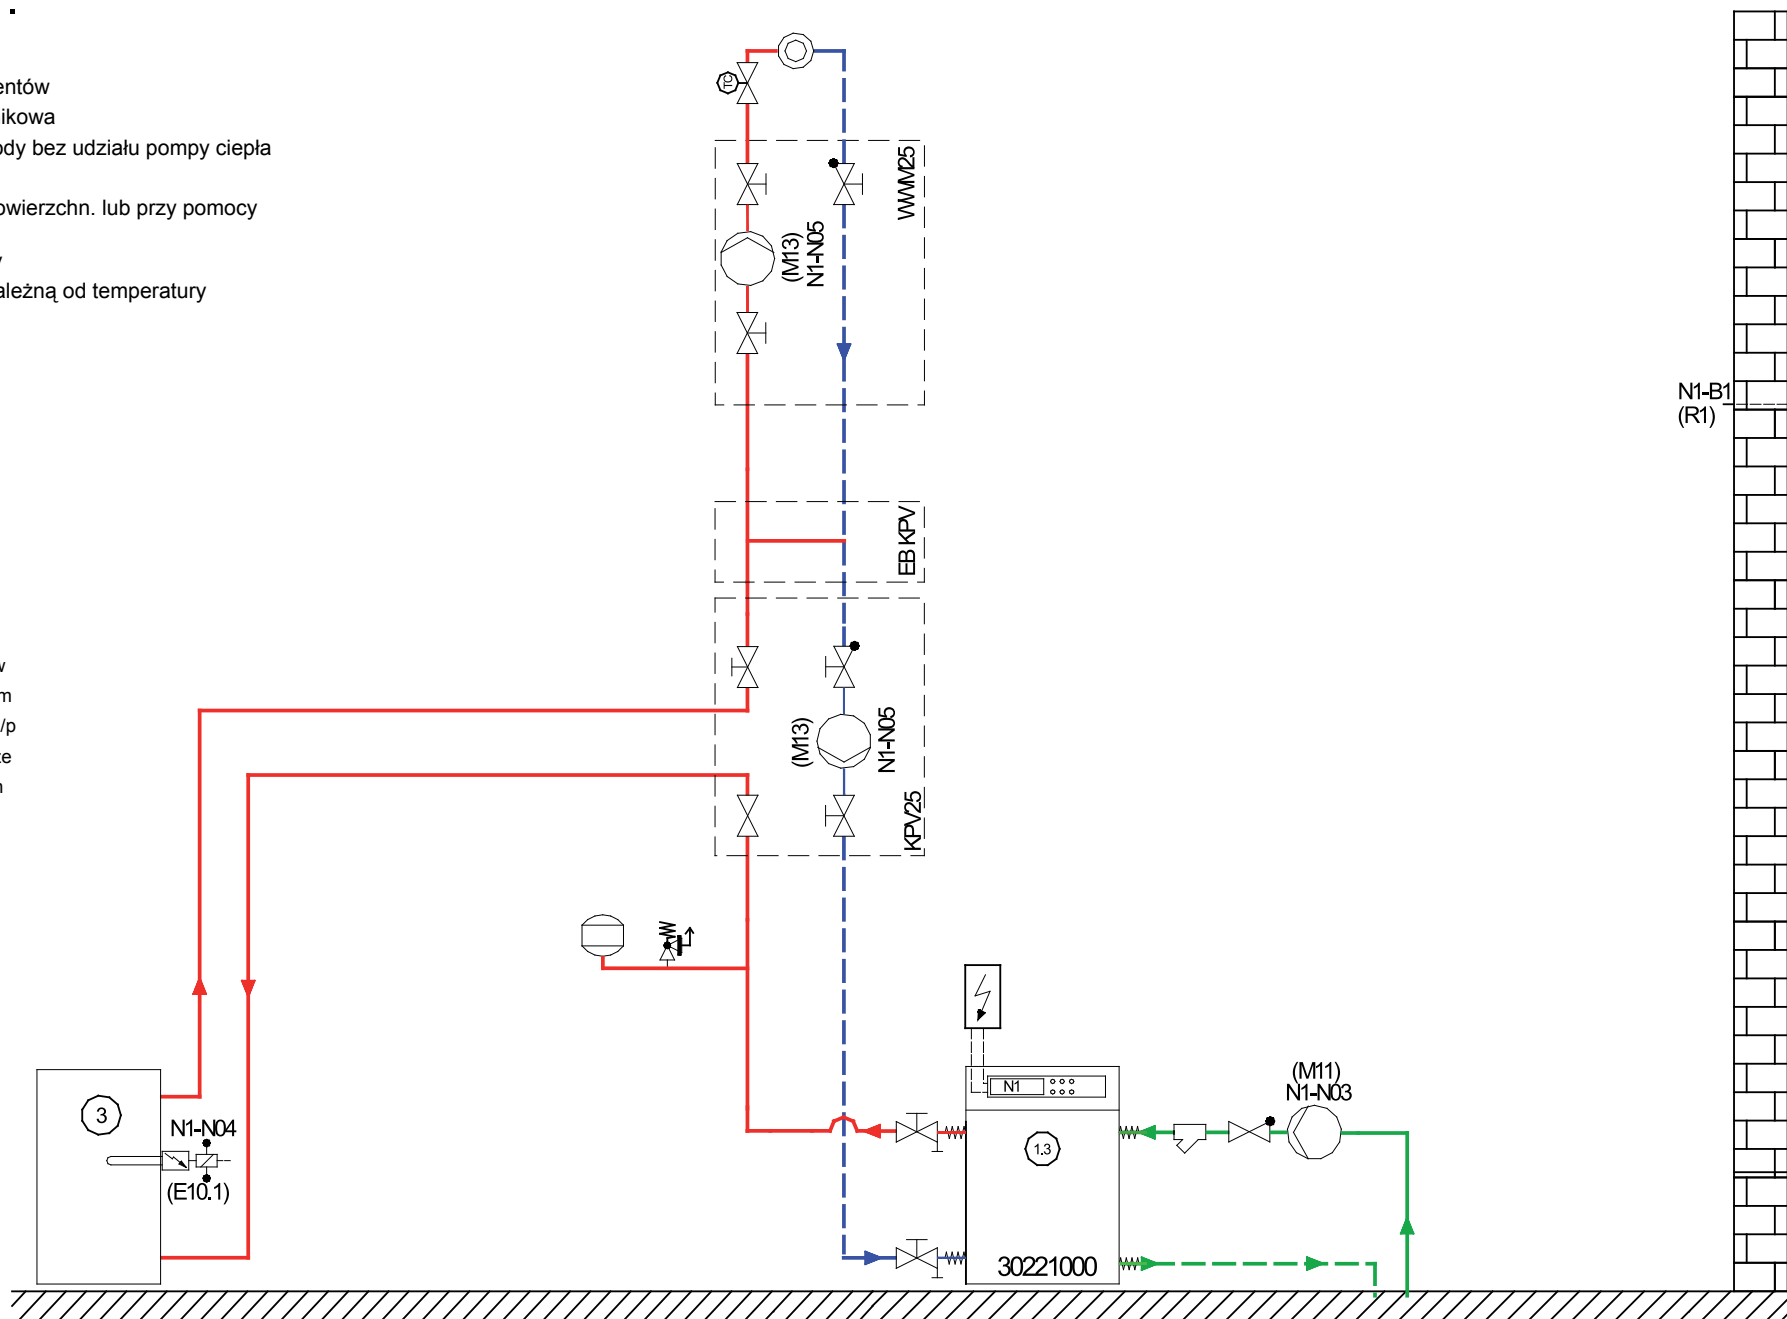 entów
ikowa
ody bez udziału pompy ciepła
owierzchn. lub przy pomocy
ależną od temperatury
TC
WWM25
(M13)
N1-N05
N1-B1
(R1)
EB KPV
m
/p
te
(M13)
N1-N05
KPV25
N1
(M11)
N1-N03
3
N1-N04
(E10.1)
1.3
30221000